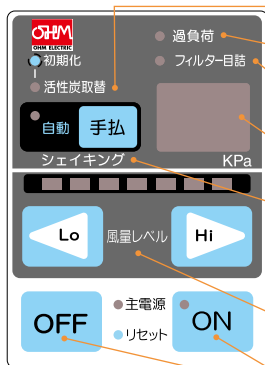 OHM
OHM ELECTRIC
初期化
活性炭取替
過負荷
フィルター目詰
自動
手払
シェイキング
KPa
Lo
風量レベル
Hi
OFF
主電源
リセット
ON